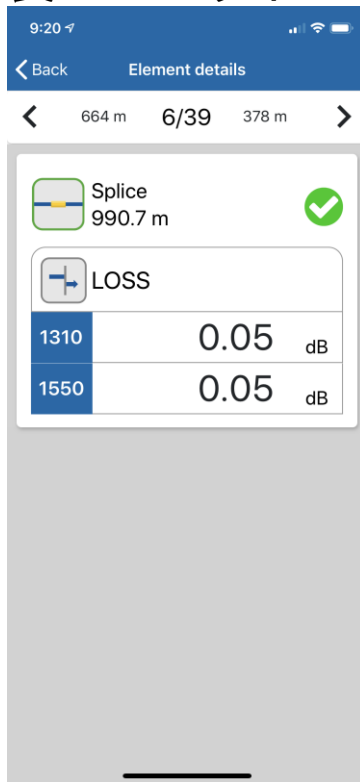 9:20
Back
Element details
664 m
6/39
378 m
Splice
990.7 m
LOSS
1310 0.05 dB
1550 0.05 dB